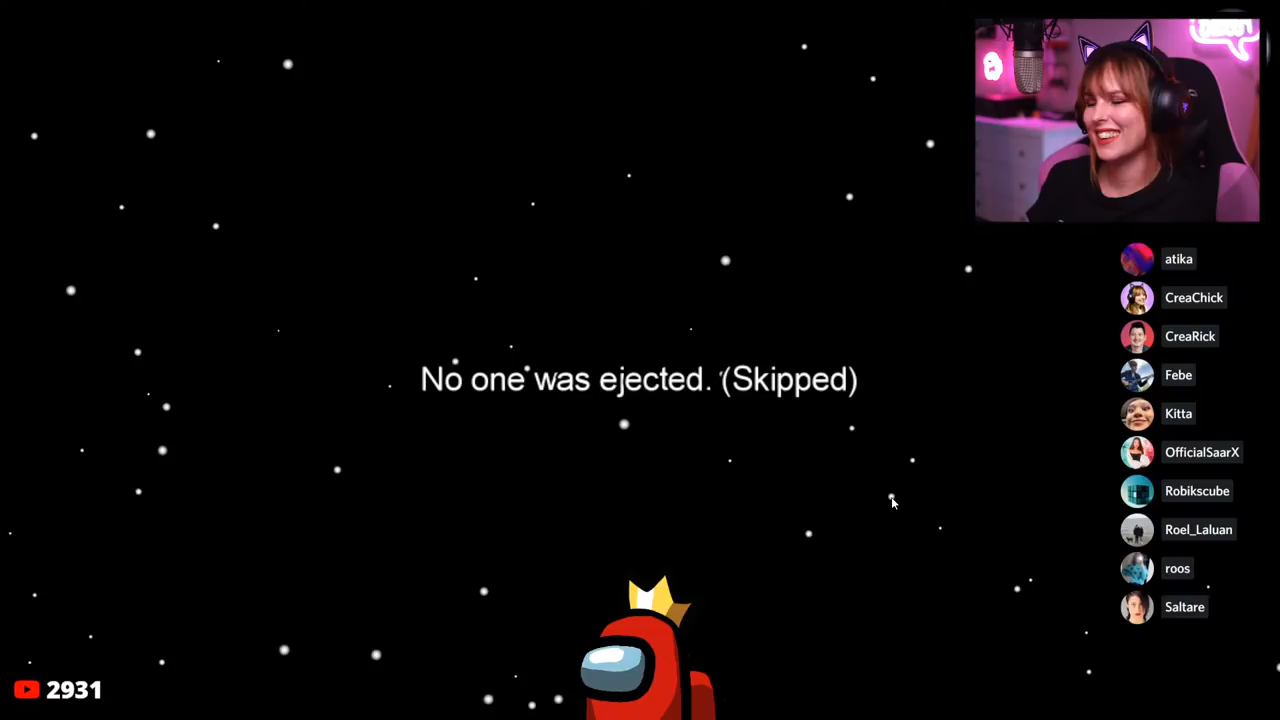 No one was ejected. (Skipped)
atika
CreaChick
CreaRick
Febe
Kitta
OfficialSaarX
Robikscube
Roel_Laluan
roos
Saltare
2931